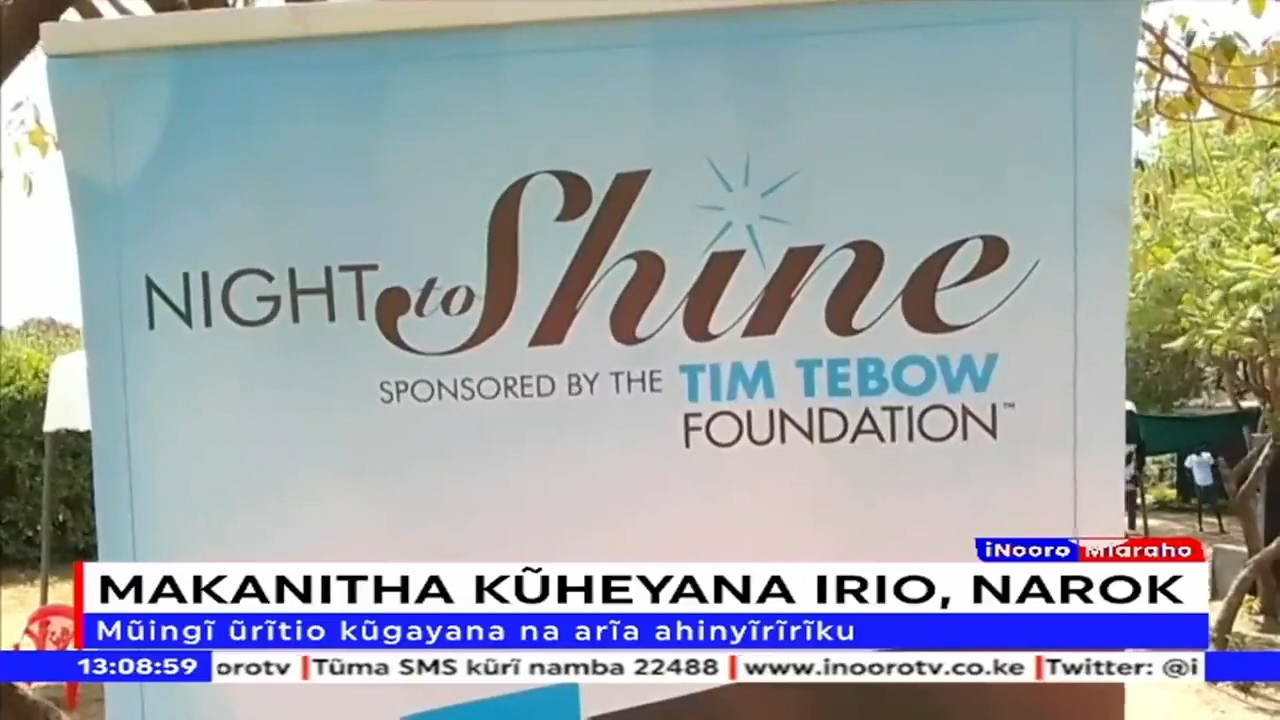 NIGHT to Shine
SPONSORED BY THE TIM TEBOW
FOUNDATION™
iNooro Mĩaraho
MAKANITHA KŨHEYANA IRIO, NAROK
Mũingĩ ũrĩtio kũgayana na arĩa ahinyĩrĩrĩku
13:08:59 orotv |Tũma SMS kũrĩ namba 22488 |www.inoorotv.co.ke |Twitter: @i